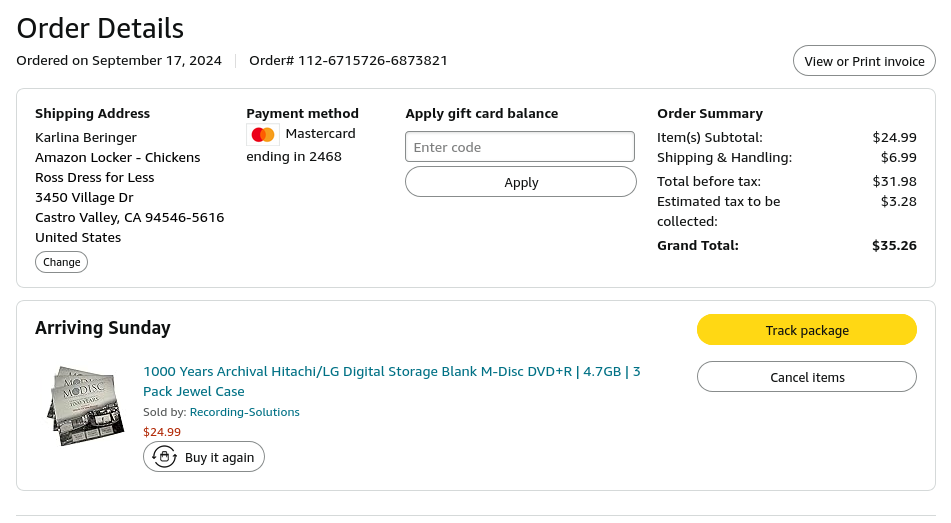 Order Details
Ordered on September 17, 2024
Order# 112-6715726-6873821
View or Print invoice
Shipping Address
Karlina Beringer
Amazon Locker - Chickens
Ross Dress for Less
3450 Village Dr
Castro Valley, CA 94546-5616
United States
Change
Payment method
Mastercard
ending in 2468
Apply gift card balance
Enter code
Apply
Order Summary
Item(s) Subtotal: $24.99
Shipping & Handling: $6.99
Total before tax: $31.98
Estimated tax to be $3.28
collected:
Grand Total: $35.26
Arriving Sunday
Track package
Cancel items
MODISC
1000 YEARS
1000 Years Archival Hitachi/LG Digital Storage Blank M-Disc DVD+R | 4.7GB | 3
Pack Jewel Case
Sold by: Recording-Solutions
$24.99
Buy it again